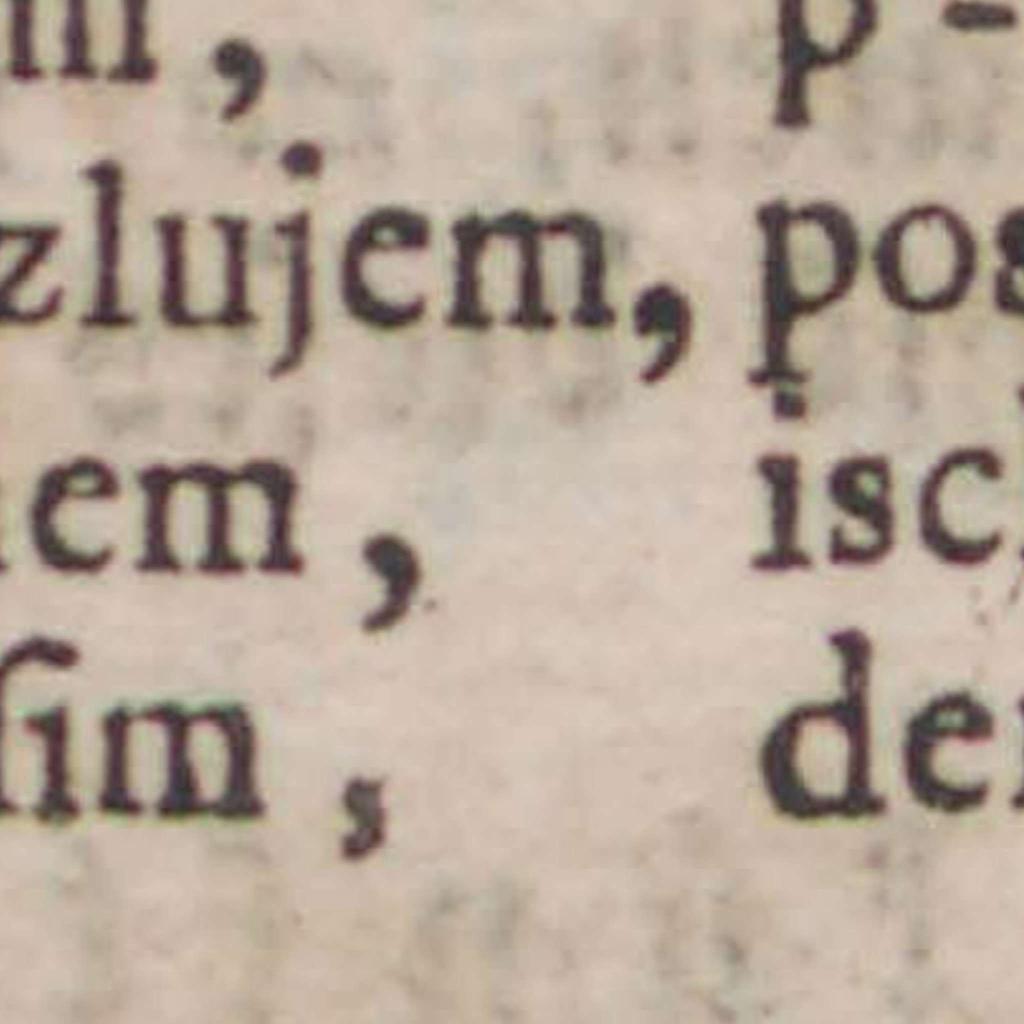 zlujem, pos
em , isc
sim , de